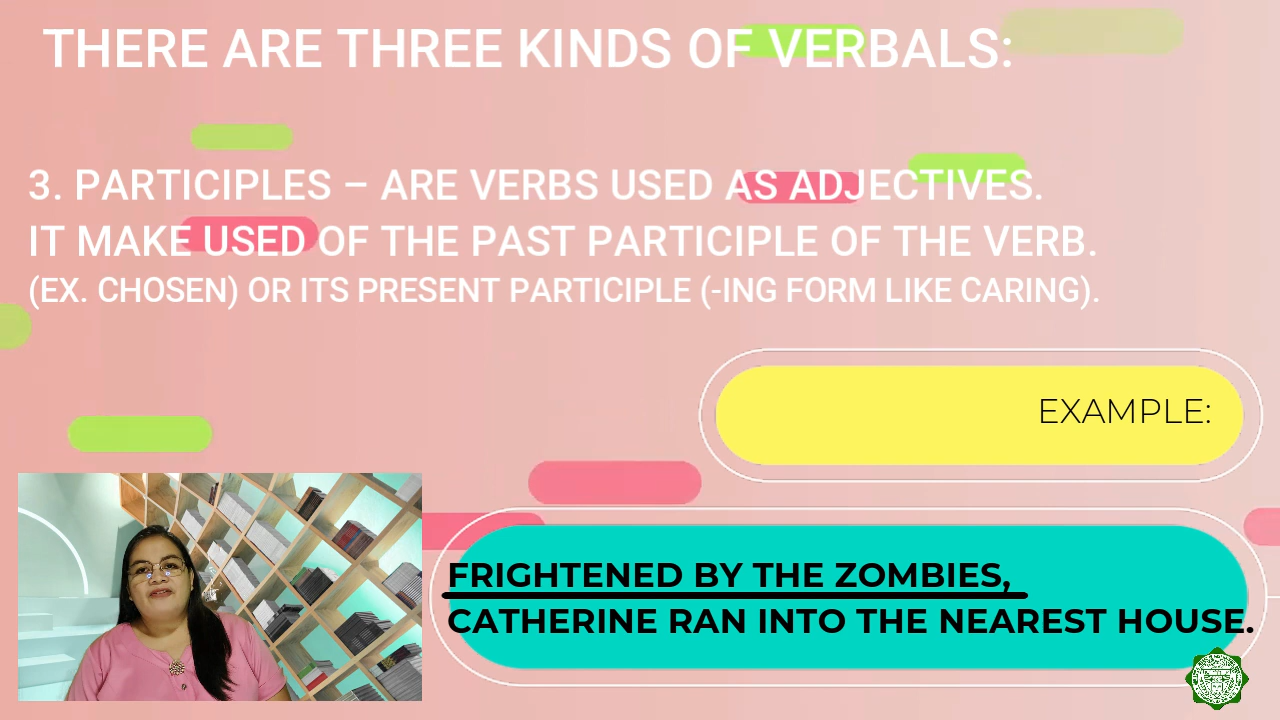 THERE ARE THREE KINDS OF VERBALS:
3. PARTICIPLES – ARE VERBS USED AS ADJECTIVES.
IT MAKE USED OF THE PAST PARTICIPLE OF THE VERB.
(EX. CHOSEN) OR ITS PRESENT PARTICIPLE (-ING FORM LIKE CARING).
EXAMPLE:
FRIGHTENED BY THE ZOMBIES,
CATHERINE RAN INTO THE NEAREST HOUSE.